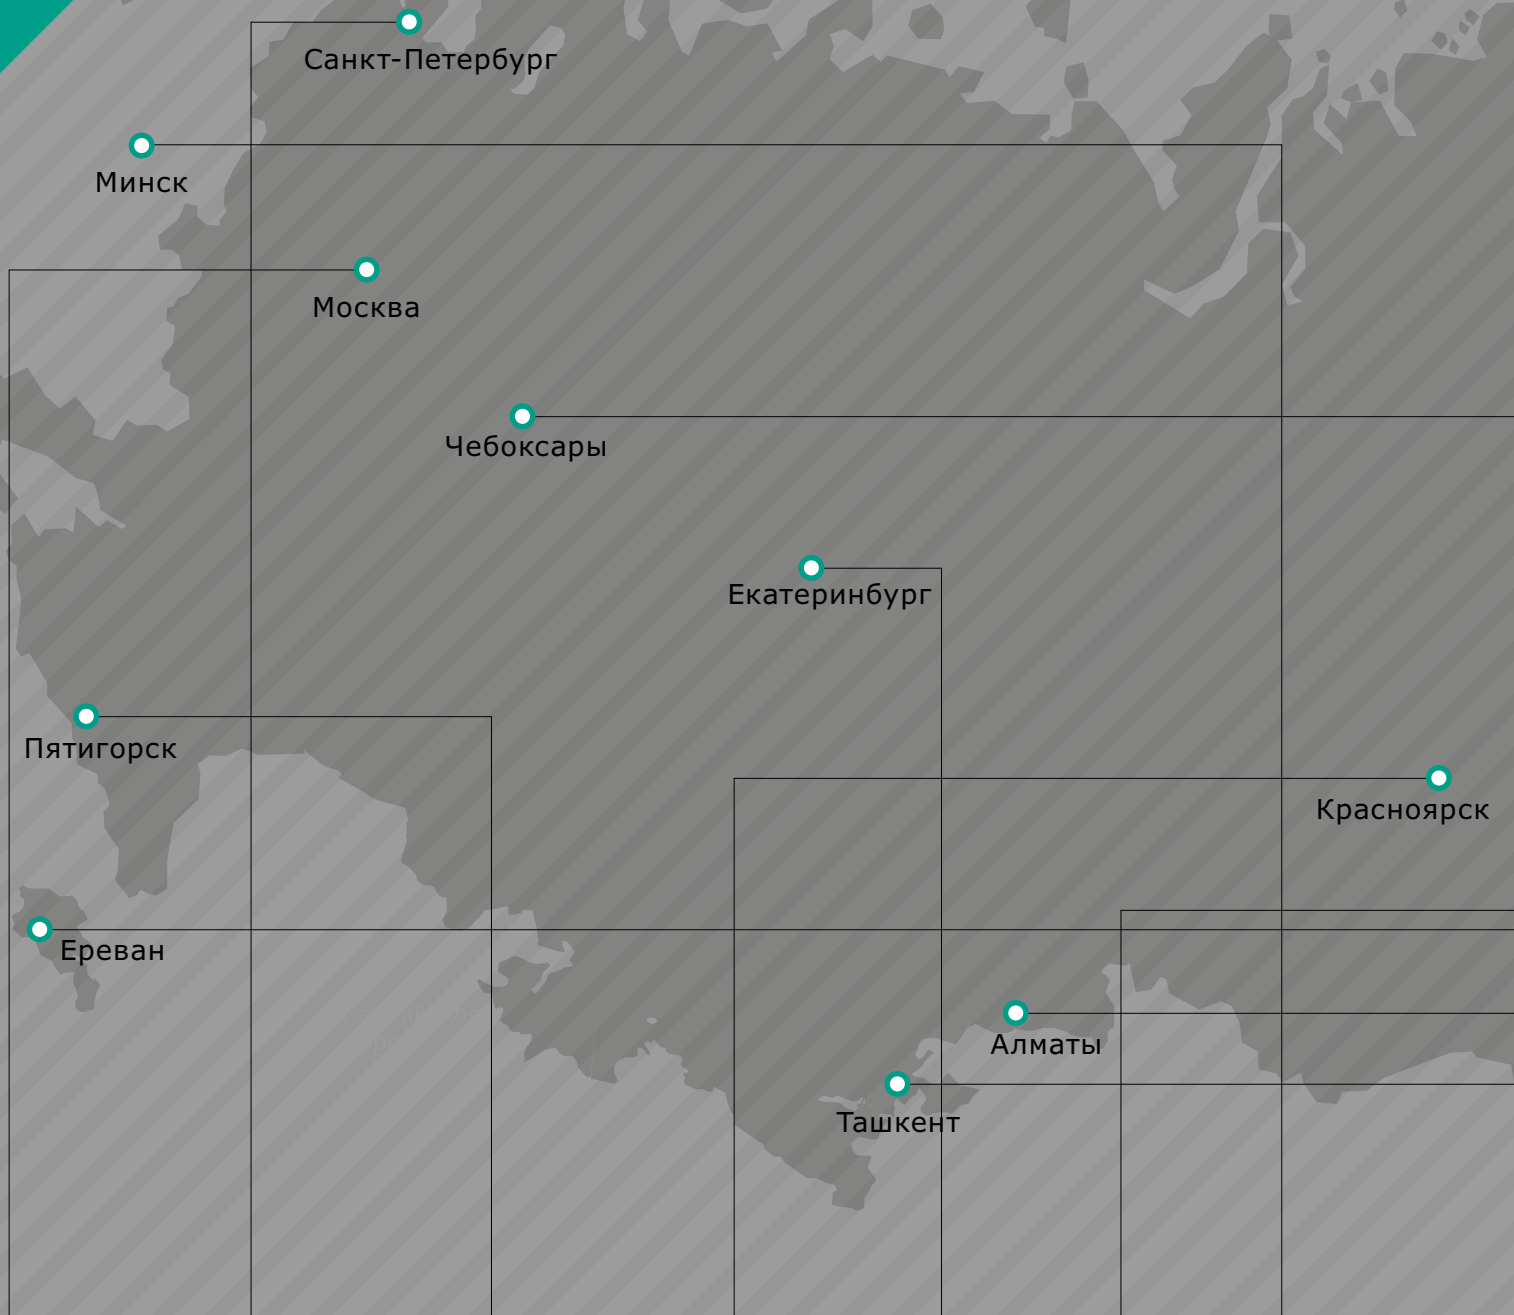 Санкт-Петербург
Минск
Москва
Чебоксары
Екатеринбург
Пятигорск
Красноярск
Ереван
Алматы
Ташкент